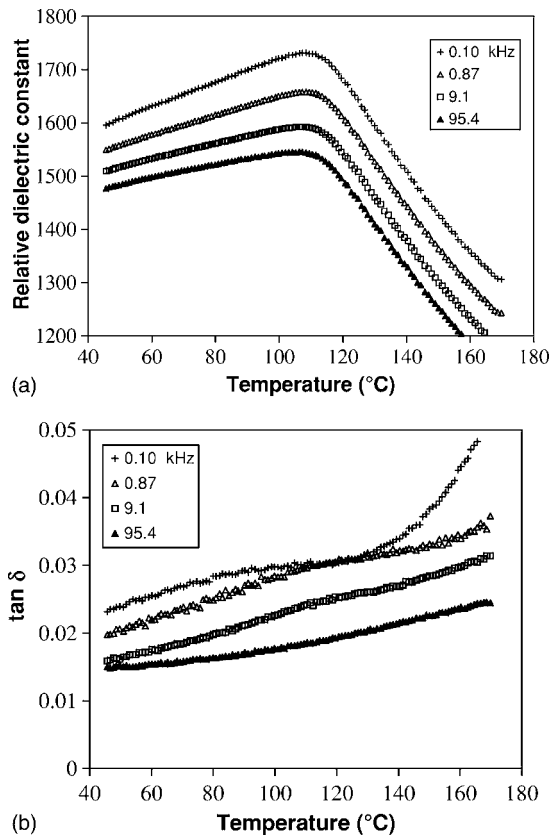 1800
+ 0.10 kHz
1700
△ 0.87
□ 9.1
1600
▲ 95.4
1500
1400
1300
1200
Relative dielectric constant
40 60 80 100 120 140 160 180
(a)
Temperature (°C)
0.05
+ 0.10 kHz
△ 0.87
0.04
□ 9.1
▲ 95.4
0.03
0.02
0.01
0
tan δ
40 60 80 100 120 140 160 180
(b)
Temperature (°C)